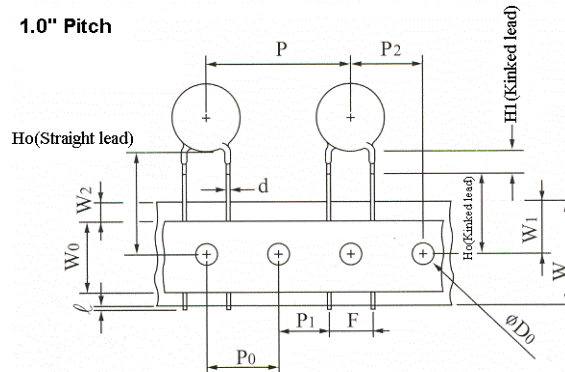 1.0" Pitch
P
P2
H1(Kinked lead)
Ho(Straight lead)
d
W2
W0
Ho(Kinked lead)
W1
W
ℓ
P1
F
P0
øD0